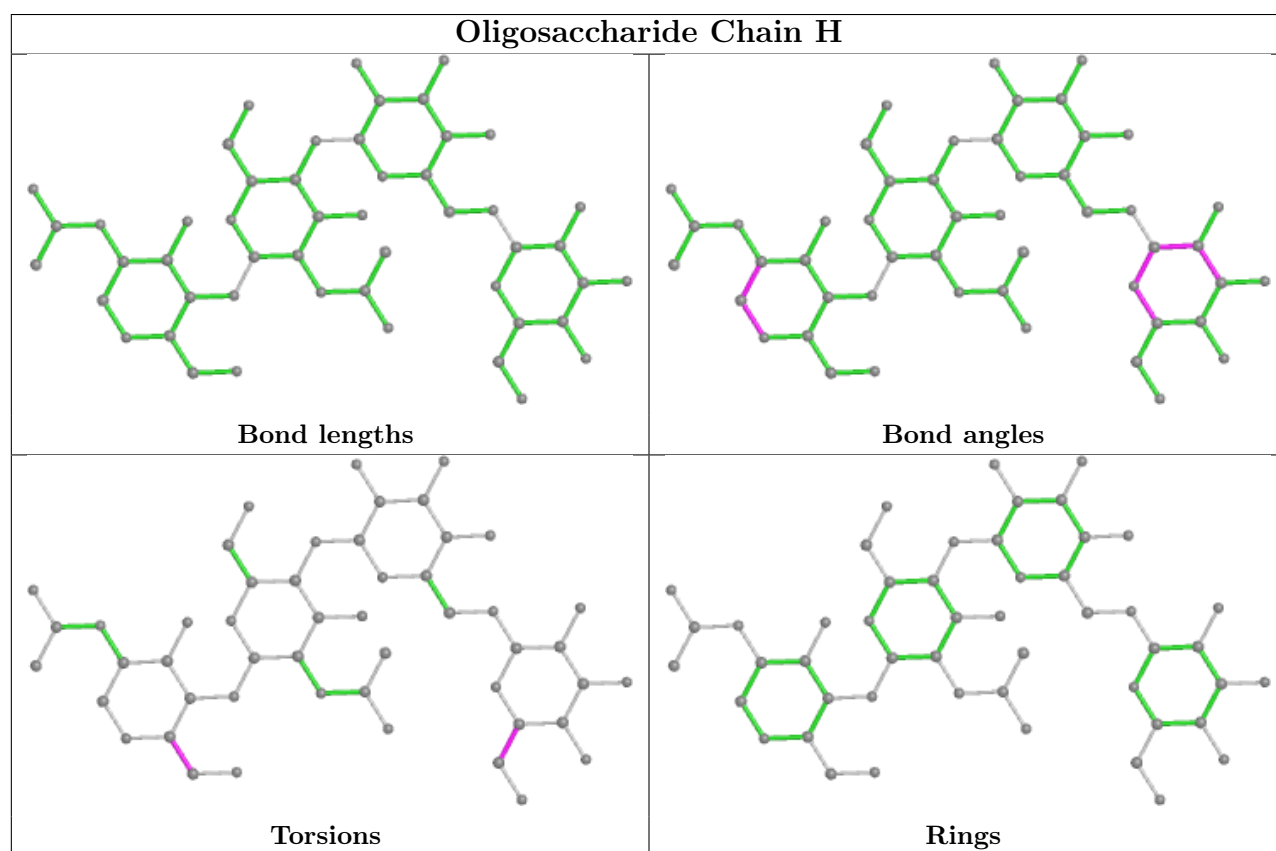 Oligosaccharide Chain H
Bond lengths
Bond angles
Torsions
Rings